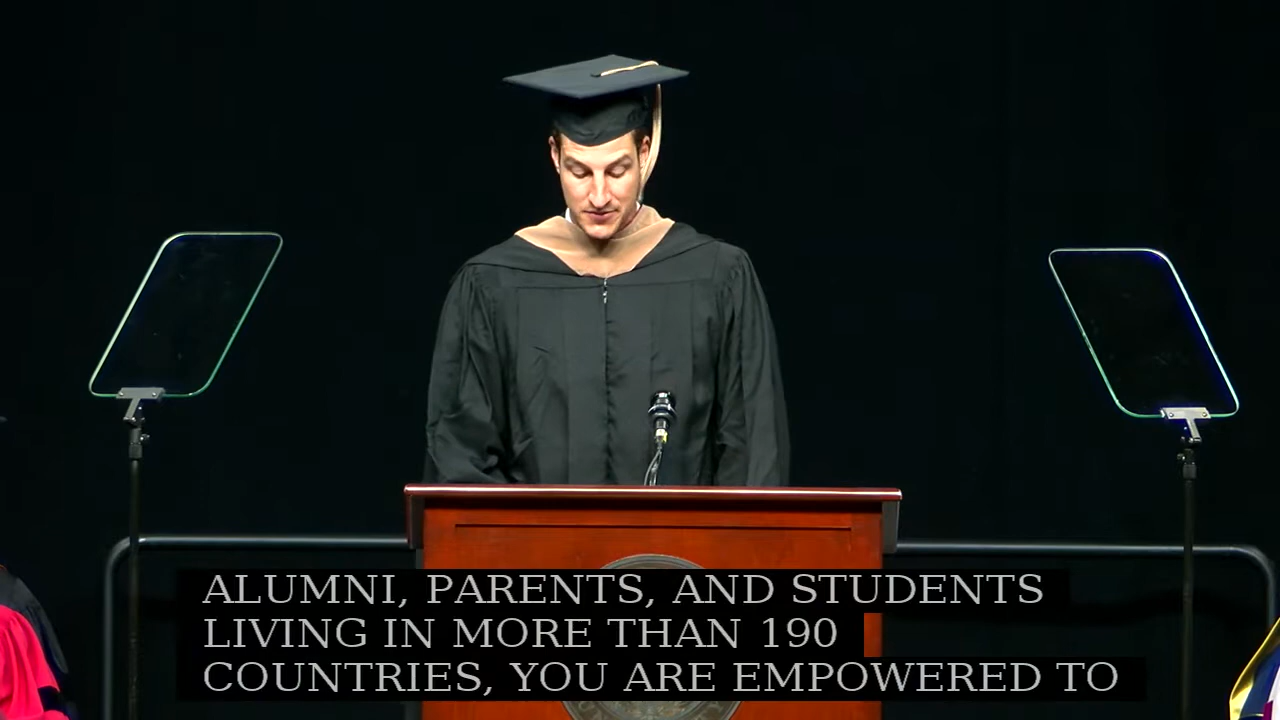 ALUMNI, PARENTS, AND STUDENTS
LIVING IN MORE THAN 190
COUNTRIES, YOU ARE EMPOWERED TO